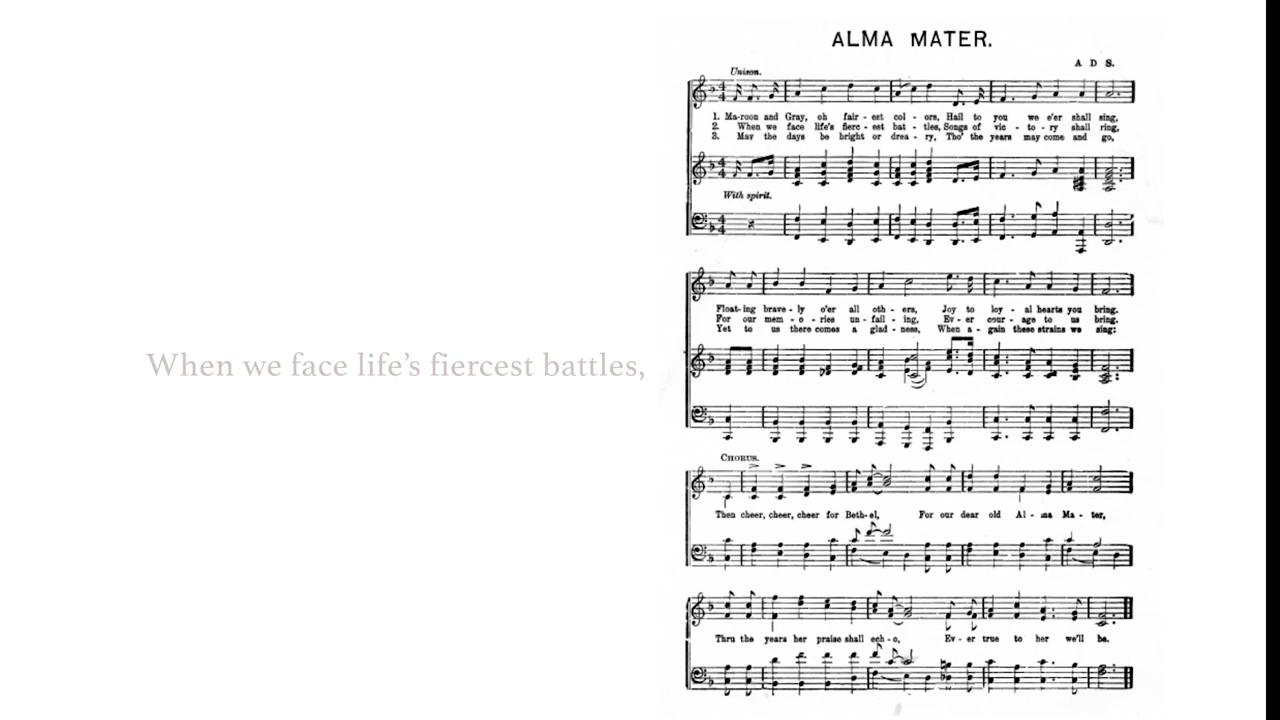 When we face life's fiercest battles,
ALMA MATER.
A D S.
Unison.
1. Ma-roon and Gray, oh fair - est col - ors, Hail to you we e'er shall sing,
2. When we face life's fierc - est bat - ties, Songs of vic - to - ry shall ring,
3. May the days be bright or drea - ry, Tho' the years may come and go,
With spirit.
Float-ing brave - ly o'er all oth - ers, Joy to loy - al hearts you bring.
For our mem - o - ries un - fail - ing, Ev - er cour - age to us bring.
Yet to us there comes a glad - ness, When a - gain these strains we sing:
CHORUS.
Then cheer, cheer, cheer for Beth-el, For our dear old Al - ma Ma - ter,
Thru the years her praise shall ech - o, Ev - er true to her we'll be.